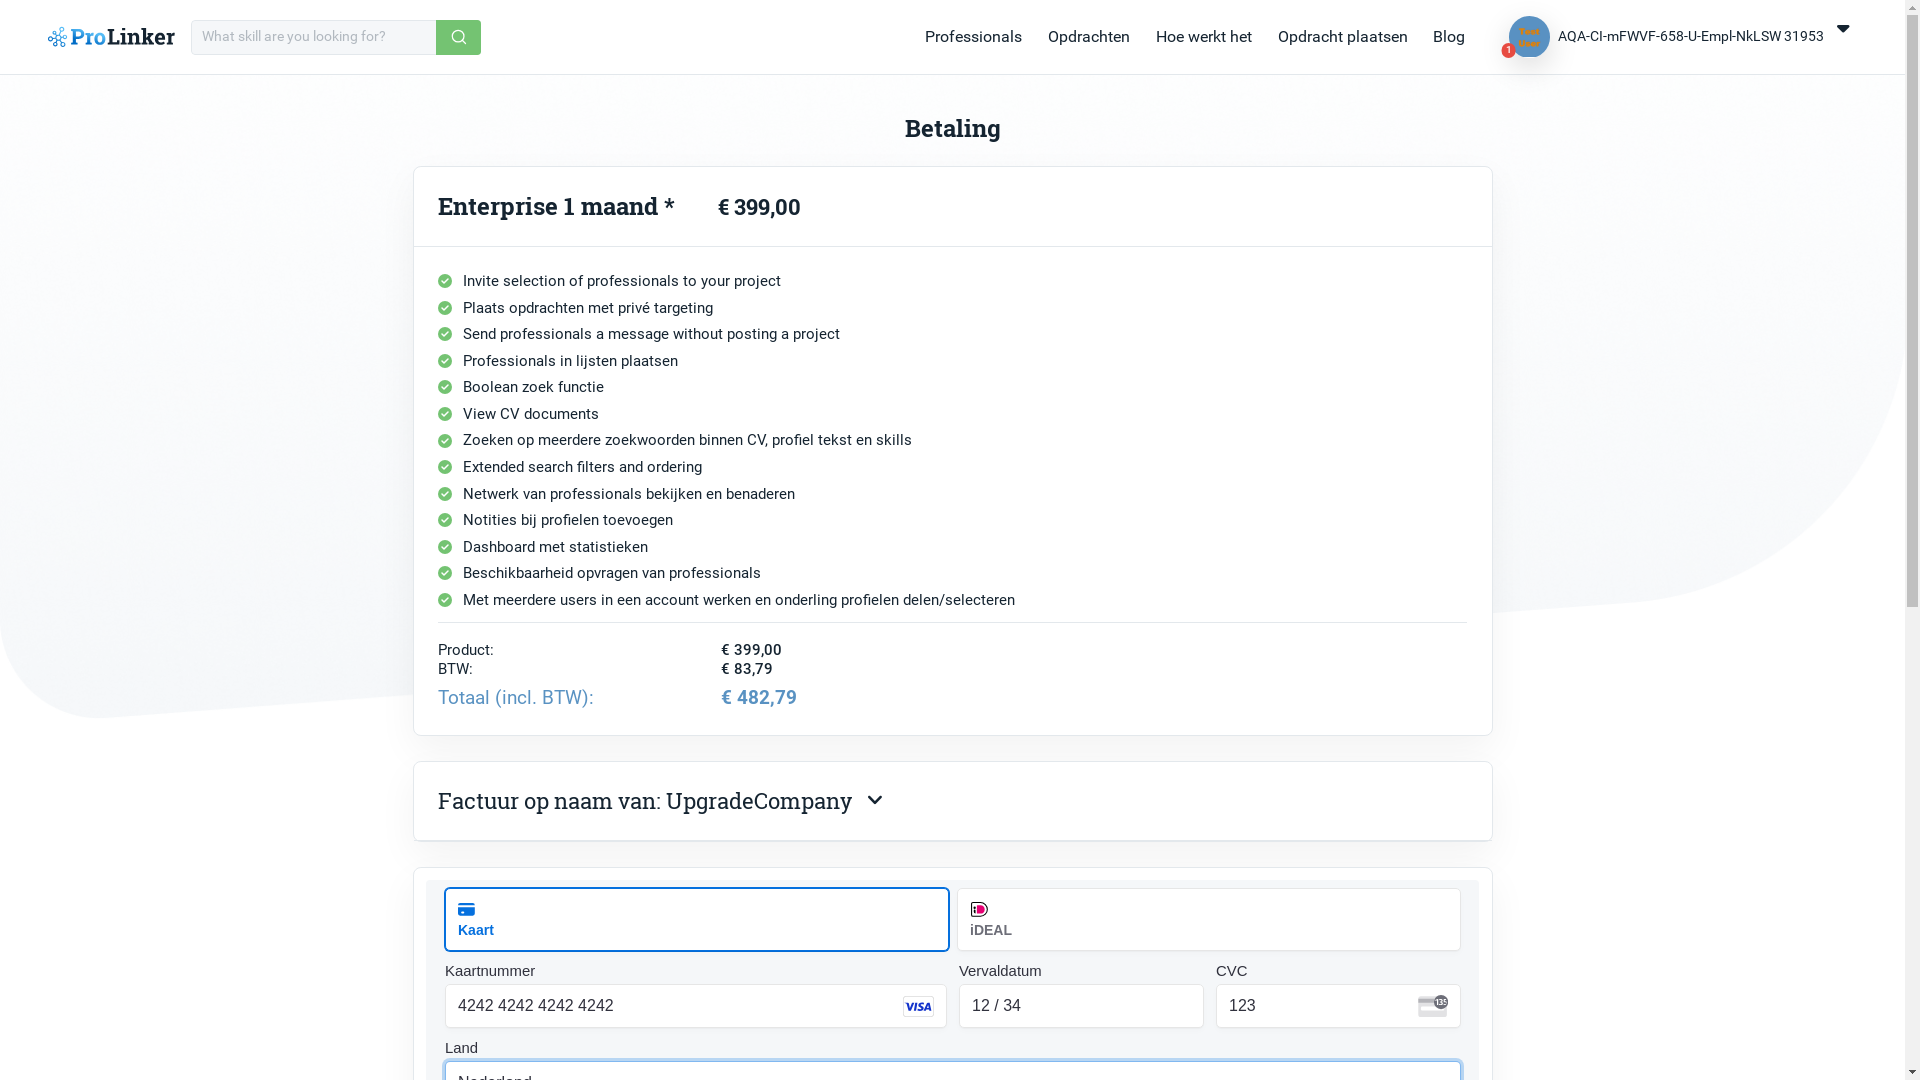 ProLinker
What skill are you looking for?
Professionals
Opdrachten
Hoe werkt het
Opdracht plaatsen
Blog
Test
User
1
AQA-CI-mFWVF-658-U-Empl-NkLSW 31953
Betaling
Enterprise 1 maand * € 399,00
Invite selection of professionals to your project
Plaats opdrachten met privé targeting
Send professionals a message without posting a project
Professionals in lijsten plaatsen
Boolean zoek functie
View CV documents
Zoeken op meerdere zoekwoorden binnen CV, profiel tekst en skills
Extended search filters and ordering
Netwerk van professionals bekijken en benaderen
Notities bij profielen toevoegen
Dashboard met statistieken
Beschikbaarheid opvragen van professionals
Met meerdere users in een account werken en onderling profielen delen/selecteren
Product: € 399,00
BTW: € 83,79
Totaal (incl. BTW): € 482,79
Factuur op naam van: UpgradeCompany
Kaart
iDEAL
Kaartnummer
Vervaldatum
CVC
4242 4242 4242 4242
VISA
12 / 34
123
135
Land
Nederland